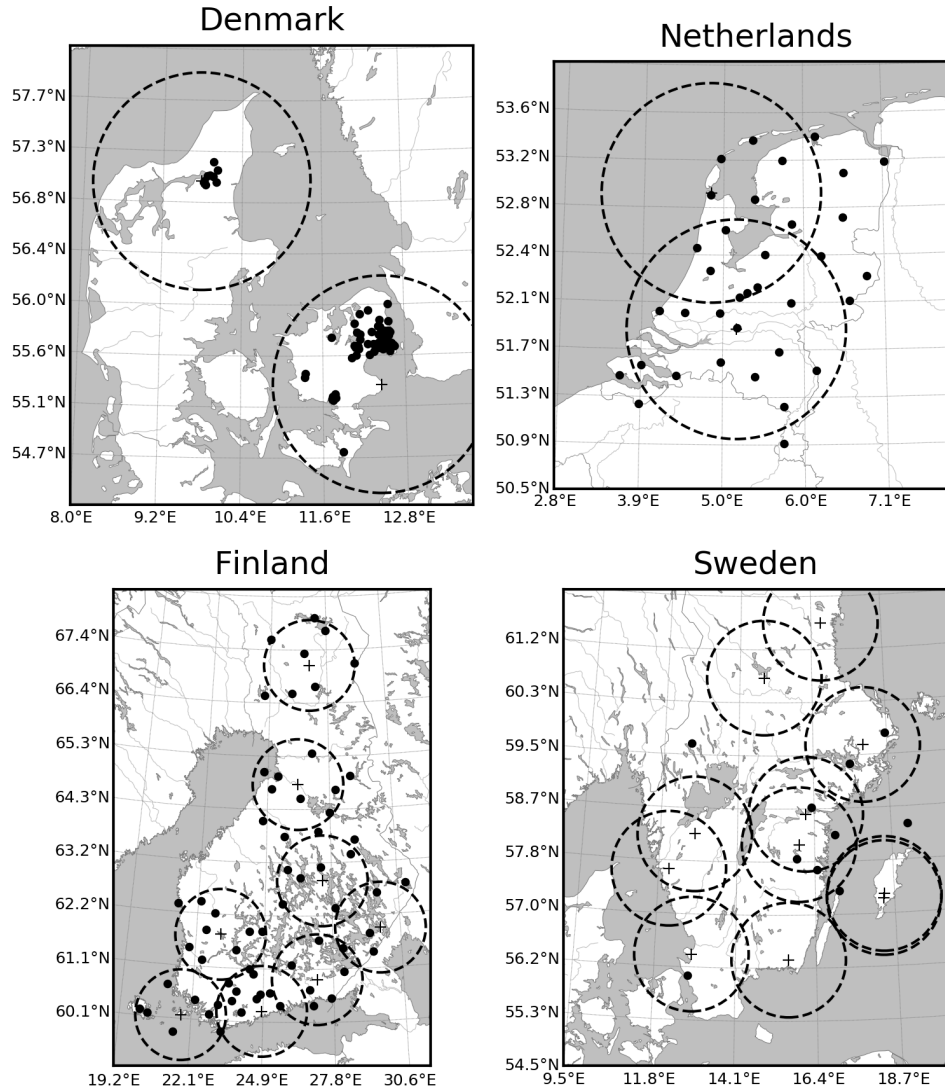 Denmark
57.7°N
57.3°N
56.8°N
56.4°N
56.0°N
55.6°N
55.1°N
54.7°N
8.0°E 9.2°E 10.4°E 11.6°E 12.8°E
Netherlands
53.6°N
53.2°N
52.8°N
52.4°N
52.1°N
51.7°N
51.3°N
50.9°N
50.5°N
2.8°E 3.9°E 5.0°E 6.0°E 7.1°E
Finland
67.4°N
66.4°N
65.3°N
64.3°N
63.2°N
62.2°N
61.1°N
60.1°N
19.2°E 22.1°E 24.9°E 27.8°E 30.6°E
Sweden
61.2°N
60.3°N
59.5°N
58.7°N
57.8°N
57.0°N
56.2°N
55.3°N
54.5°N
9.5°E 11.8°E 14.1°E 16.4°E 18.7°E